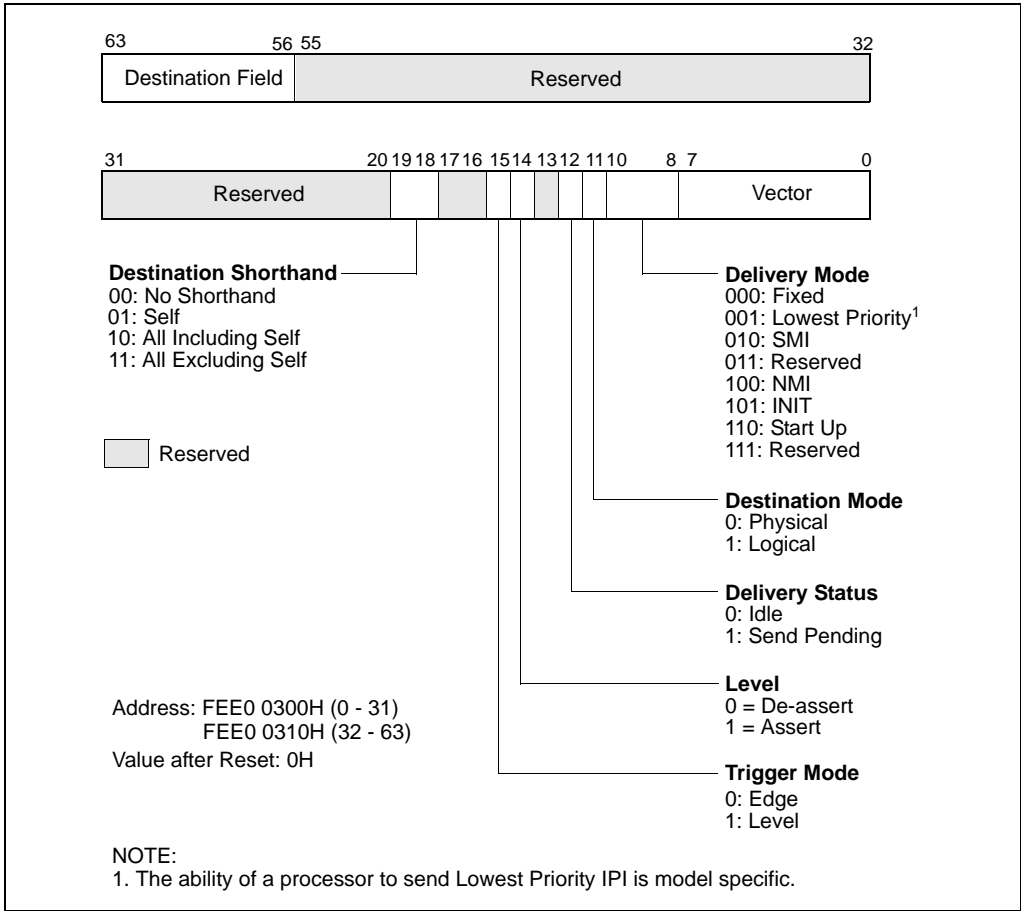 63 56 55 32
Destination Field Reserved
31 20 19 18 17 16 15 14 13 12 11 10 8 7 0
Reserved Vector
Destination Shorthand
00: No Shorthand
01: Self
10: All Including Self
11: All Excluding Self
Reserved
Delivery Mode
000: Fixed
001: Lowest Priority1
010: SMI
011: Reserved
100: NMI
101: INIT
110: Start Up
111: Reserved
Destination Mode
0: Physical
1: Logical
Delivery Status
0: Idle
1: Send Pending
Level
0 = De-assert
1 = Assert
Trigger Mode
0: Edge
1: Level
Address: FEE0 0300H (0 - 31)
FEE0 0310H (32 - 63)
Value after Reset: 0H
NOTE:
1. The ability of a processor to send Lowest Priority IPI is model specific.